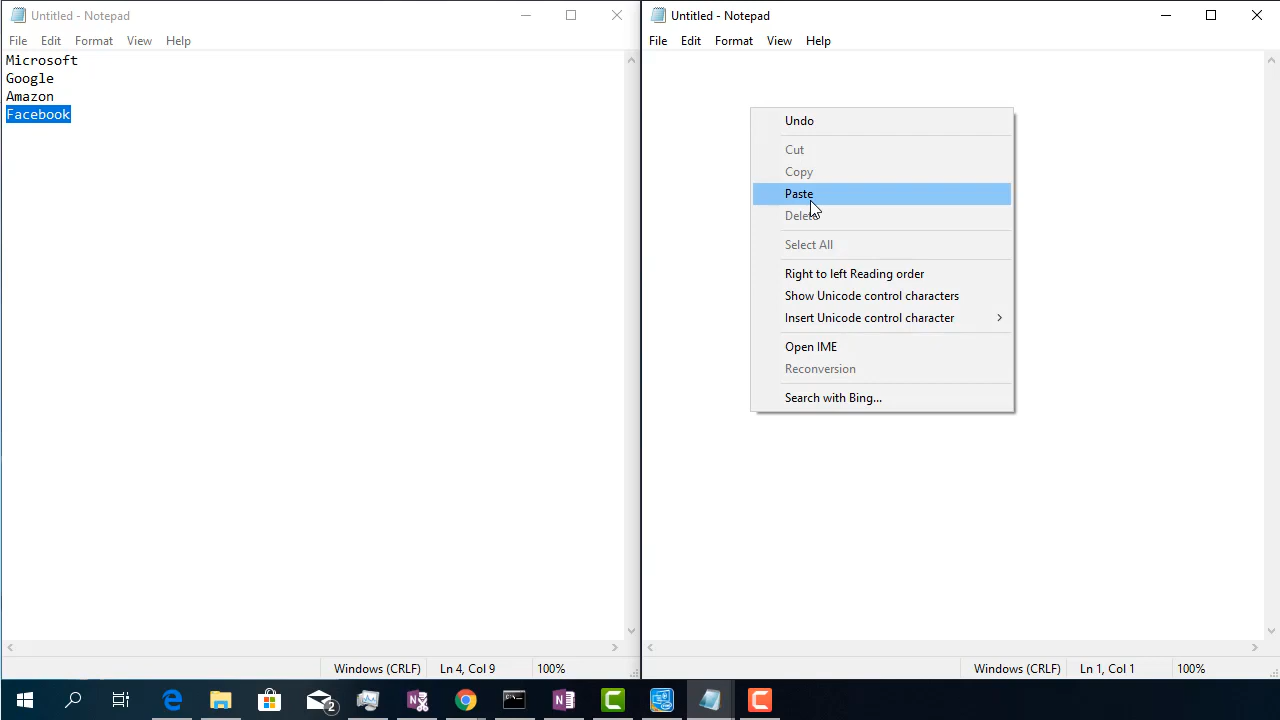 Untitled - Notepad
File Edit Format View Help
Microsoft
Google
Amazon
Facebook
Windows (CRLF) Ln 4, Col 9 100%
Untitled - Notepad
File Edit Format View Help
Undo
Cut
Copy
Paste
Delete
Select All
Right to left Reading order
Show Unicode control characters
Insert Unicode control character
Open IME
Reconversion
Search with Bing...
Windows (CRLF) Ln 1, Col 1 100%
2